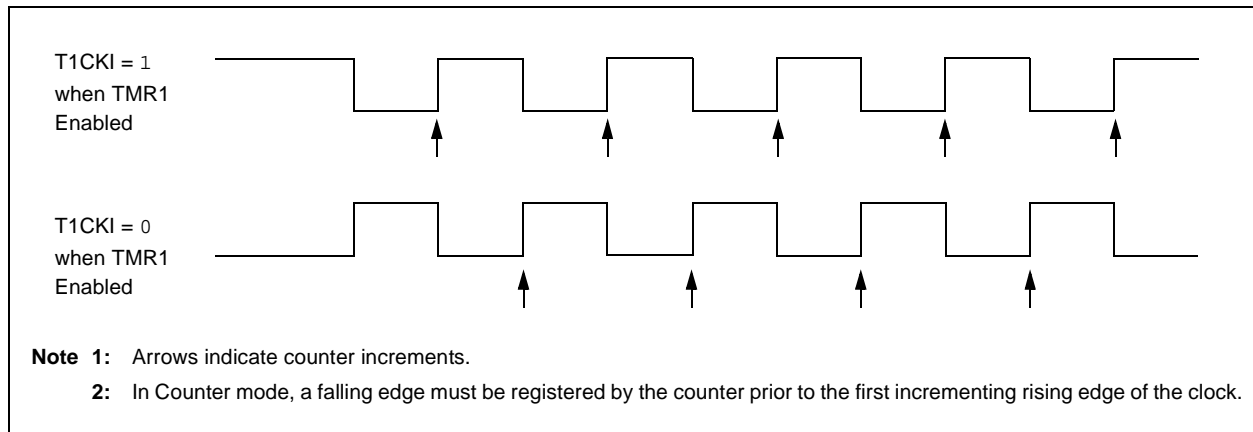 T1CKI = 1
when TMR1
Enabled
T1CKI = 0
when TMR1
Enabled
Note 1: Arrows indicate counter increments.
2: In Counter mode, a falling edge must be registered by the counter prior to the first incrementing rising edge of the clock.